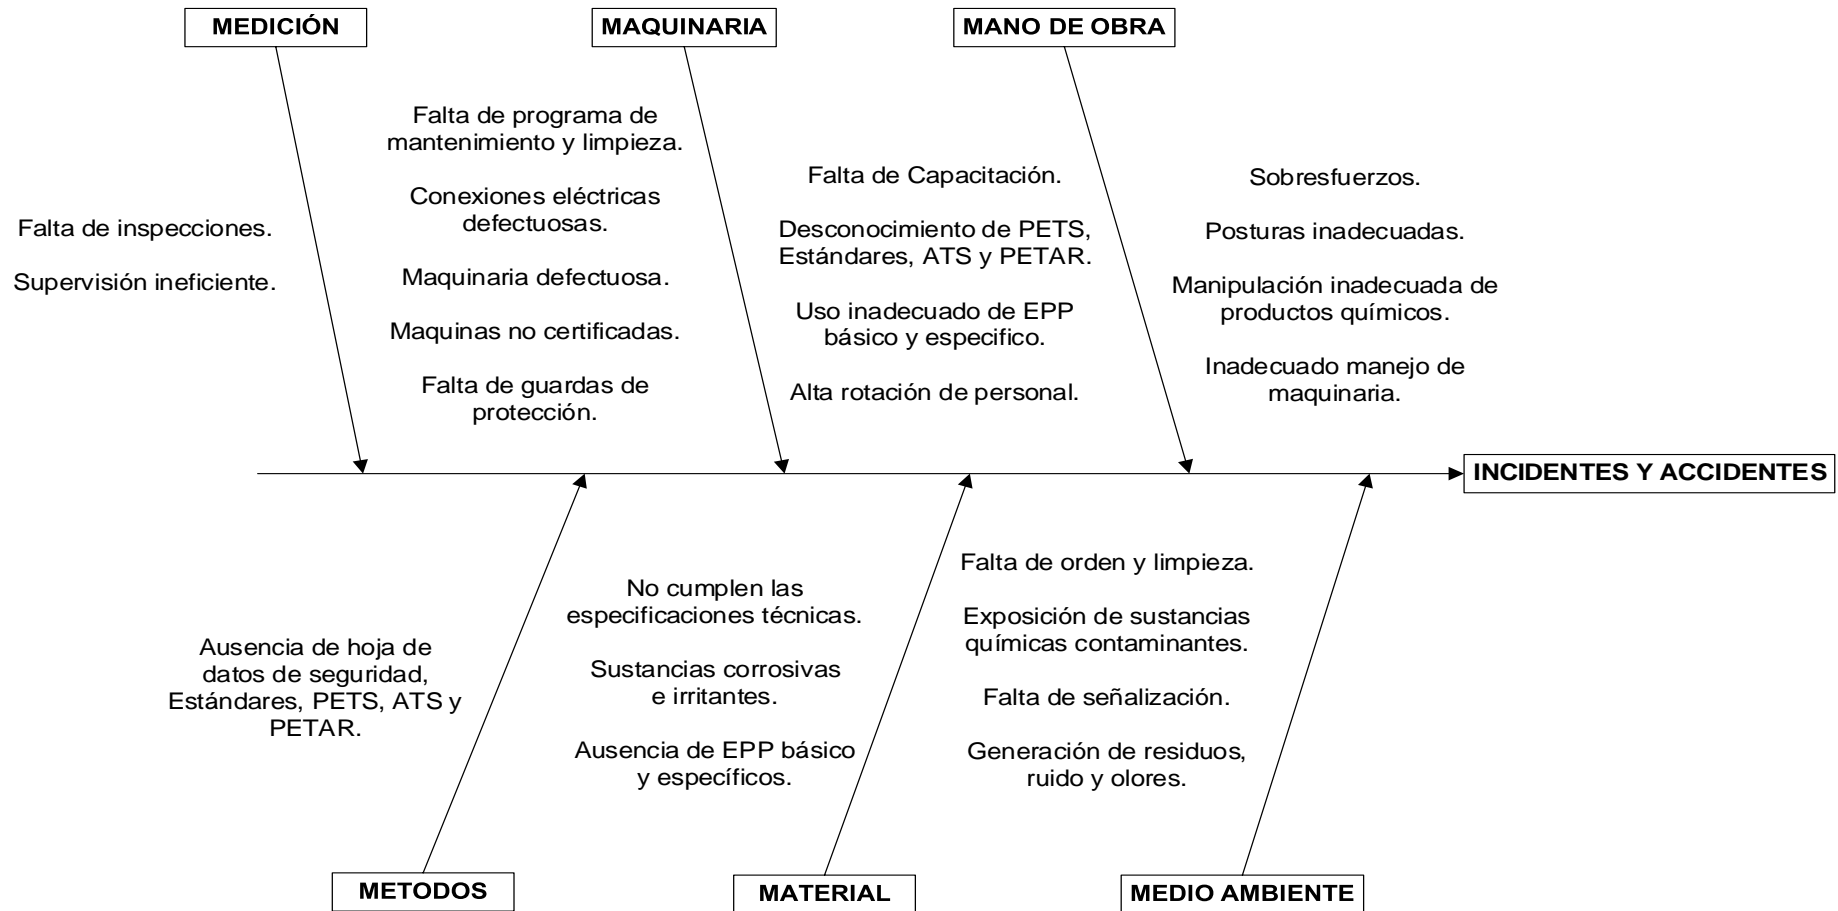 MEDICIÓN
MAQUINARIA
MANO DE OBRA
Falta de inspecciones.
Supervisión ineficiente.
Falta de programa de
mantenimiento y limpieza.
Conexiones eléctricas
defectuosas.
Maquinaria defectuosa.
Maquinas no certificadas.
Falta de guardas de
protección.
Falta de Capacitación.
Desconocimiento de PETS,
Estándares, ATS y PETAR.
Uso inadecuado de EPP
básico y especifico.
Alta rotación de personal.
Sobresfuerzos.
Posturas inadecuadas.
Manipulación inadecuada de
productos químicos.
Inadecuado manejo de
maquinaria.
INCIDENTES Y ACCIDENTES
Ausencia de hoja de
datos de seguridad,
Estándares, PETS, ATS y
PETAR.
No cumplen las
especificaciones técnicas.
Sustancias corrosivas
e irritantes.
Ausencia de EPP básico
y específicos.
Falta de orden y limpieza.
Exposición de sustancias
químicas contaminantes.
Falta de señalización.
Generación de residuos,
ruido y olores.
METODOS
MATERIAL
MEDIO AMBIENTE